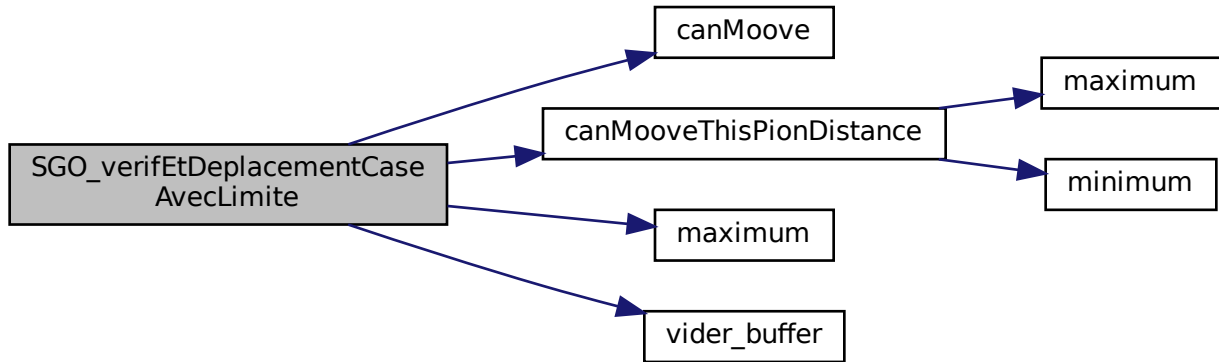 canMoove
maximum
canMooveThisPionDistance
SGO_verifEtDeplacementCase
AvecLimite
minimum
maximum
vider_buffer